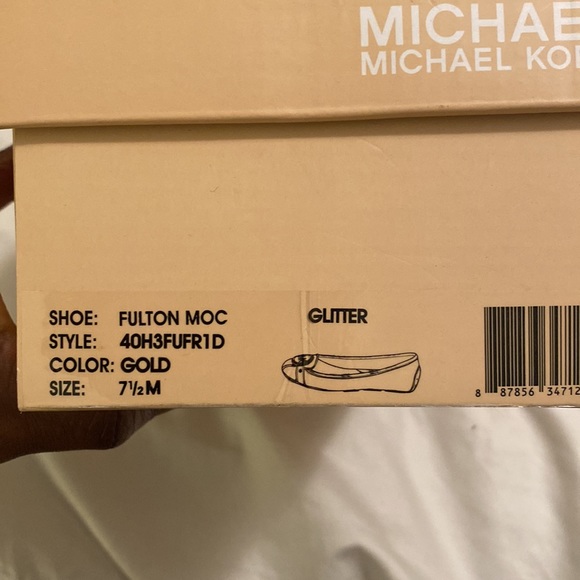 MICHAE
MICHAEL KO
SHOE: FULTON MOC GLITTER
STYLE: 40H3FUFR1D
COLOR: GOLD
SIZE: 7½M
8 87856 34712